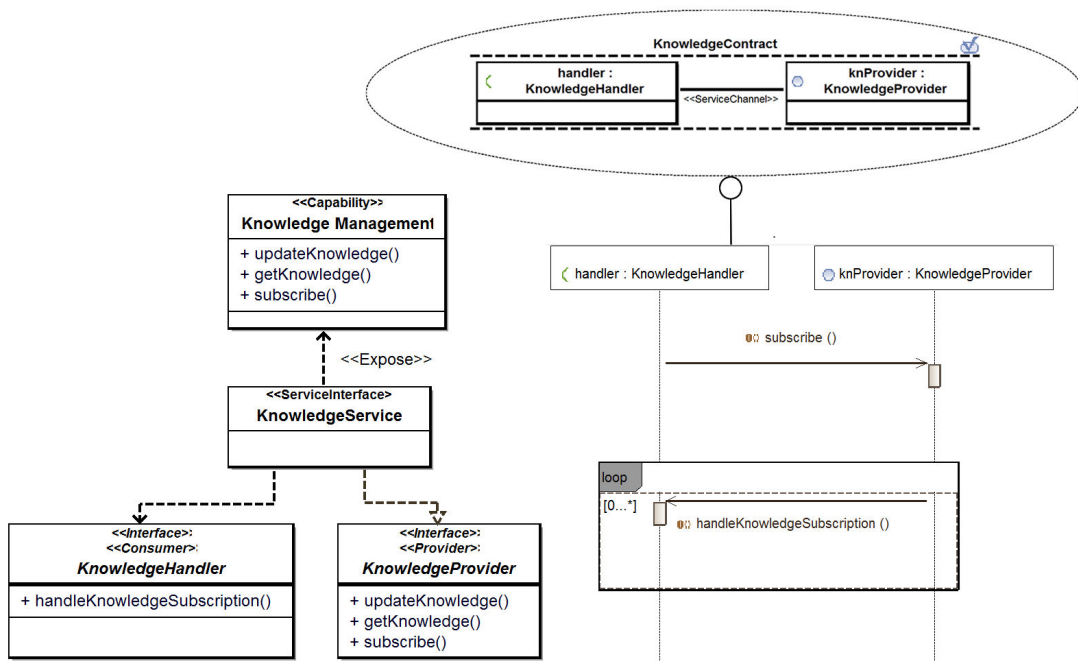 KnowledgeContract
handler :
KnowledgeHandler
<<ServiceChannel>>
knProvider :
KnowledgeProvider
<<Capability>>
Knowledge Management
+ updateKnowledge()
+ getKnowledge()
+ subscribe()
<<Expose>>
<<ServiceInterface>
KnowledgeService
<<Interface>:
<<Consumer>:
KnowledgeHandler
+ handleKnowledgeSubscription()
<<Interface>:
<<Provider>:
KnowledgeProvider
+ updateKnowledge()
+ getKnowledge()
+ subscribe()
handler : KnowledgeHandler
knProvider : KnowledgeProvider
subscribe ()
loop
[0...*]
handleKnowledgeSubscription ()